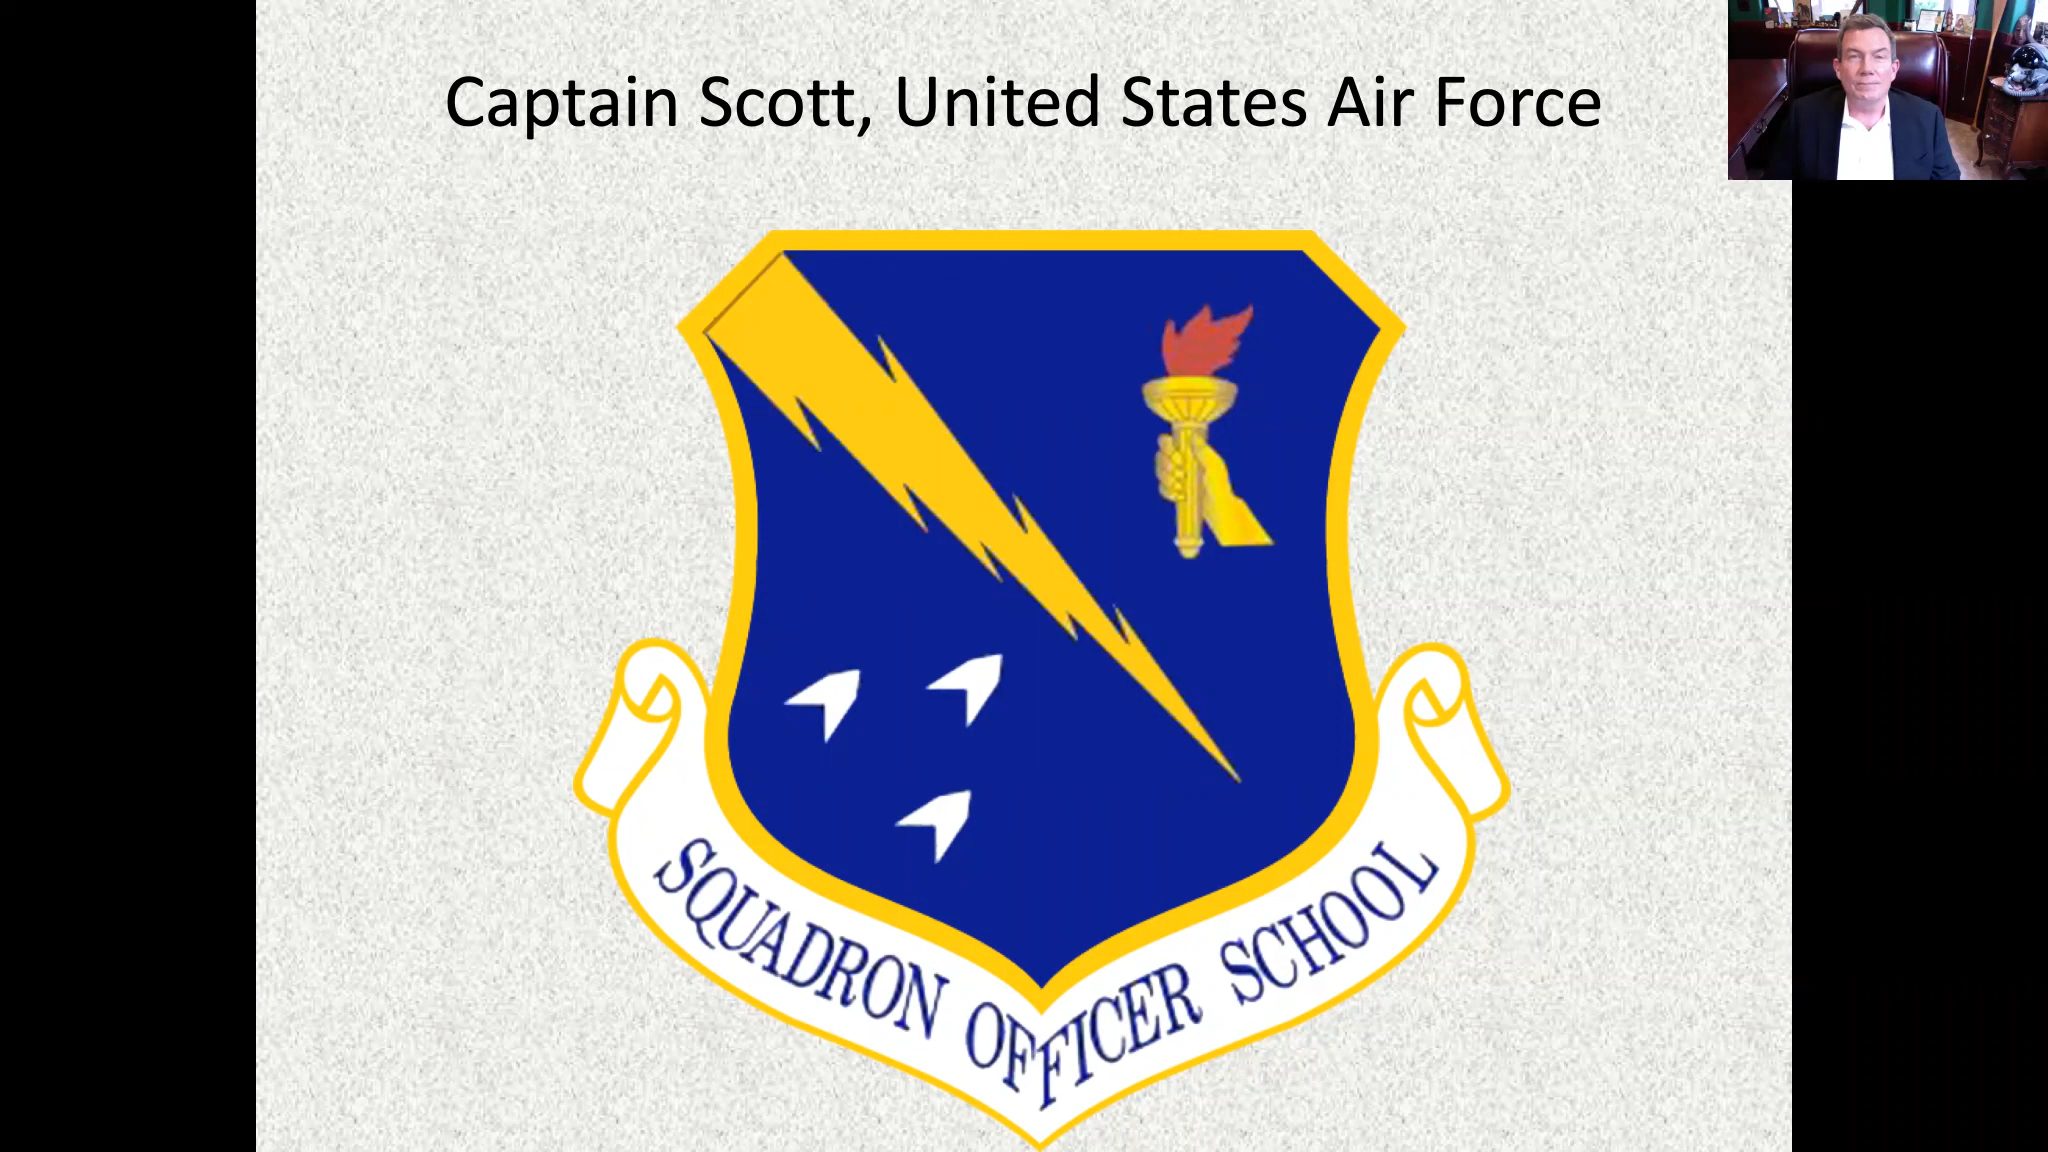 Captain Scott, United States Air Force
SQUADRON OFFICER SCHOOL